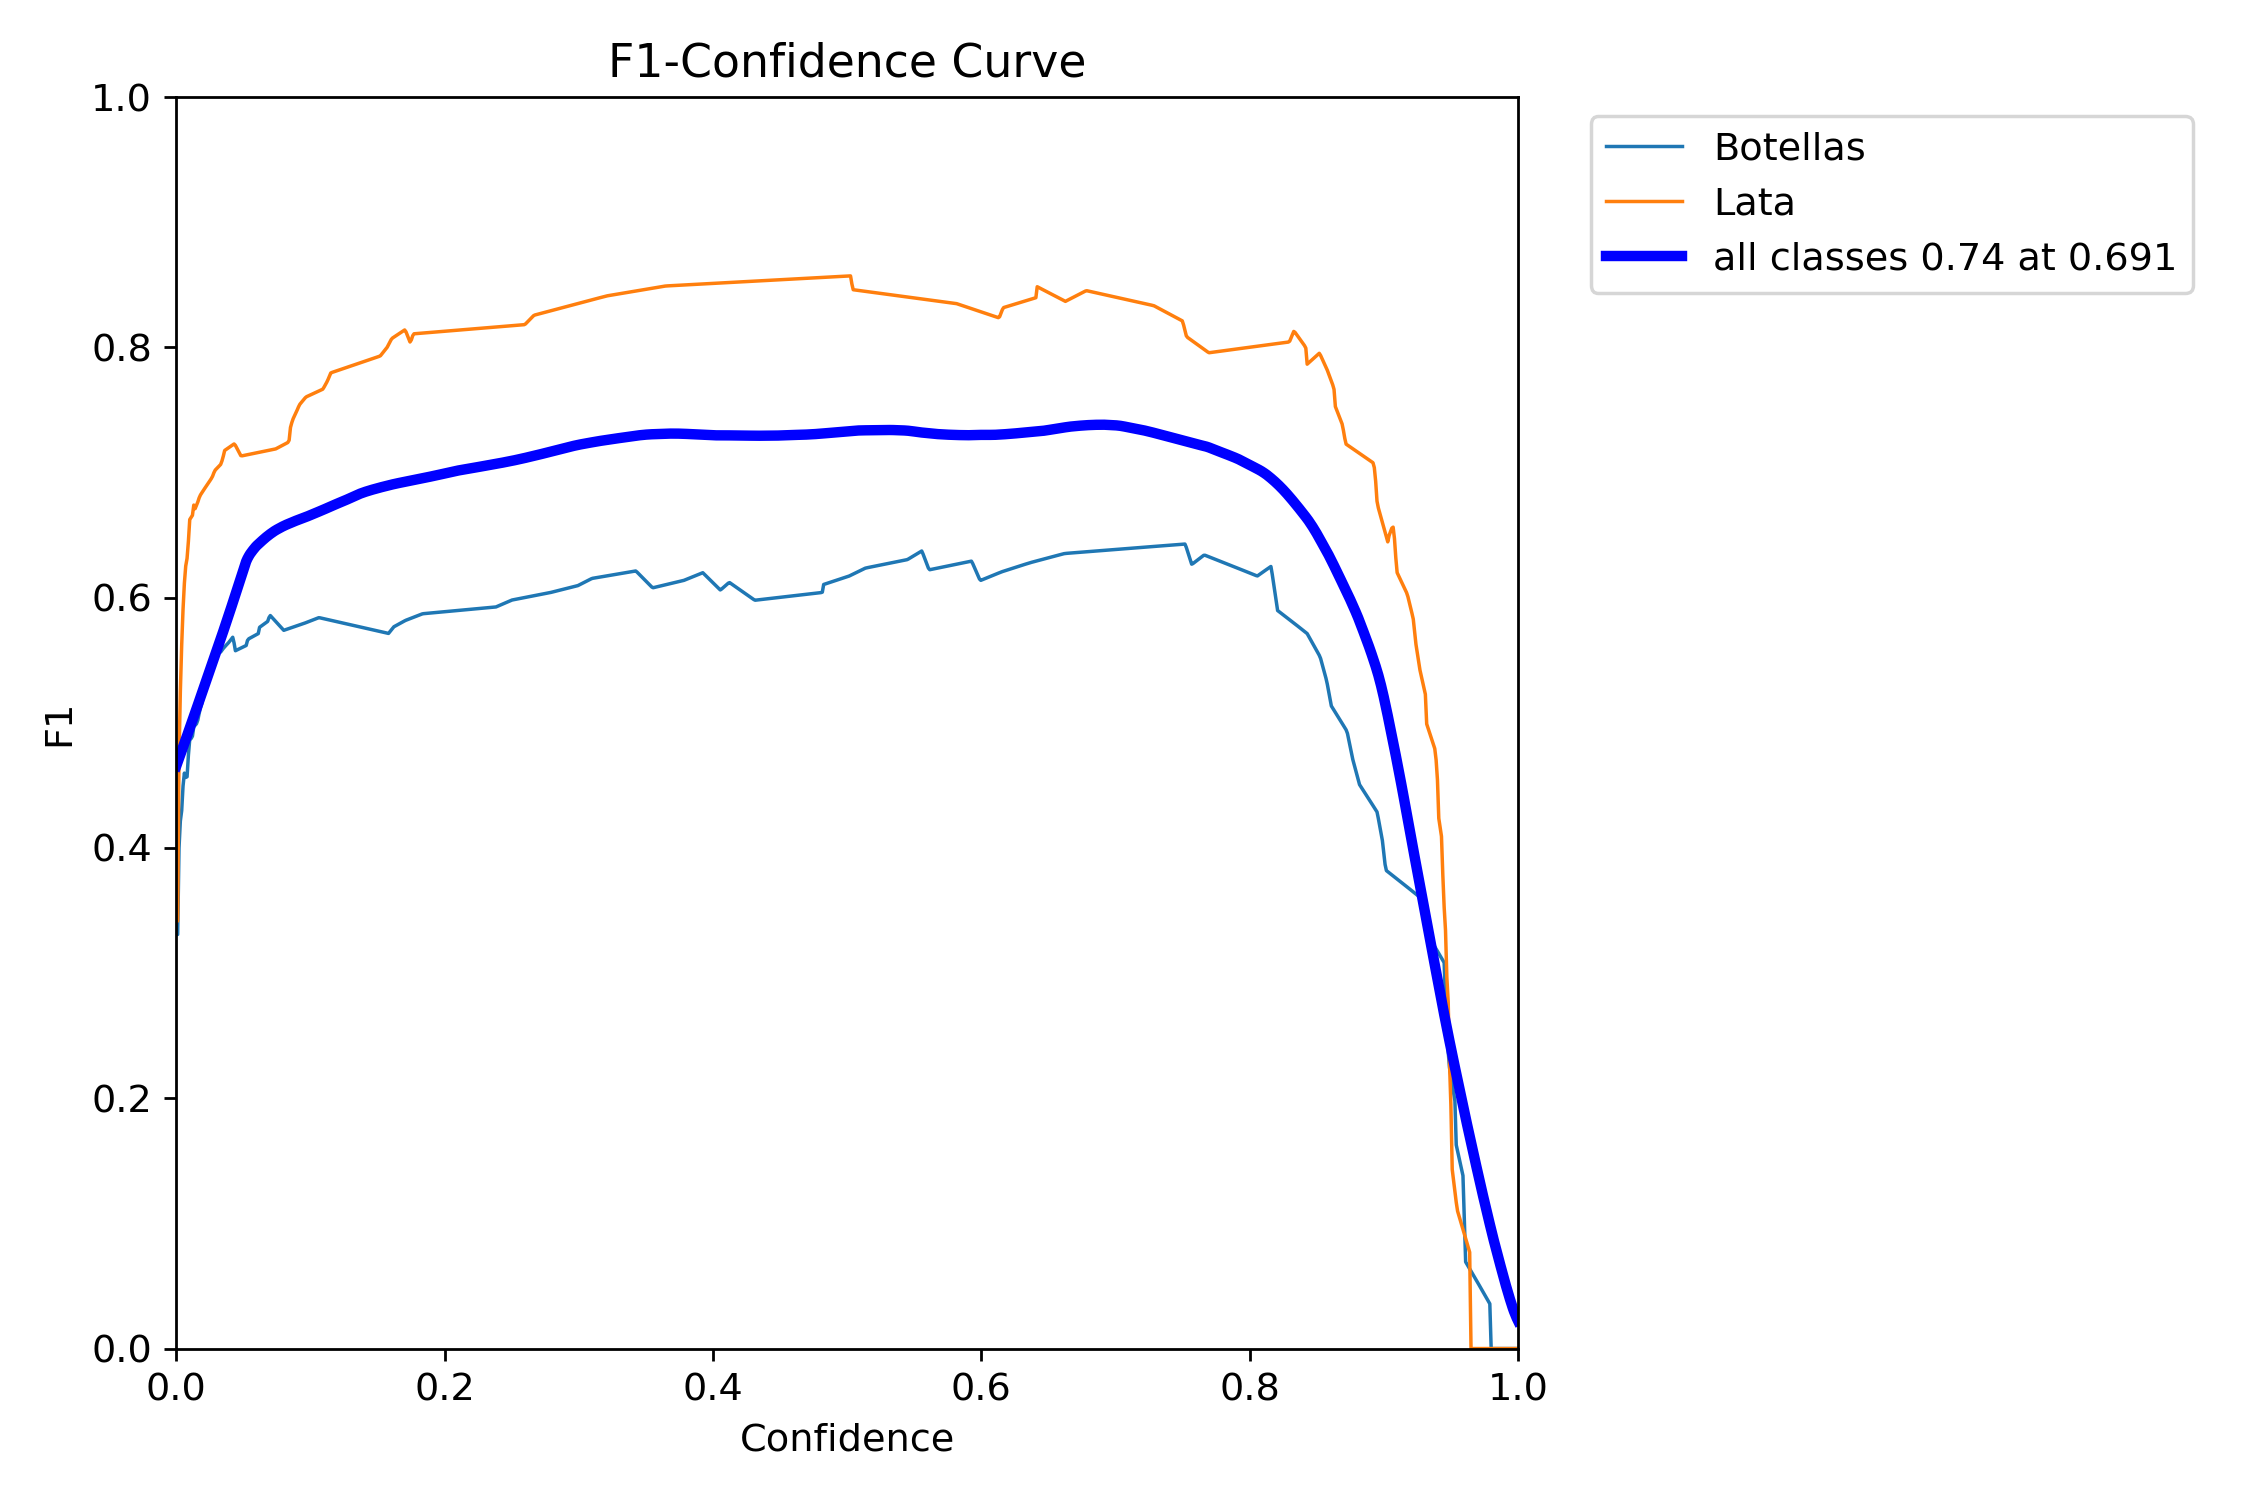 F1-Confidence Curve
1.0
0.8
0.6
0.4
0.2
0.0
F1
0.0 0.2 0.4 0.6 0.8 1.0
Confidence
Botellas
Lata
all classes 0.74 at 0.691